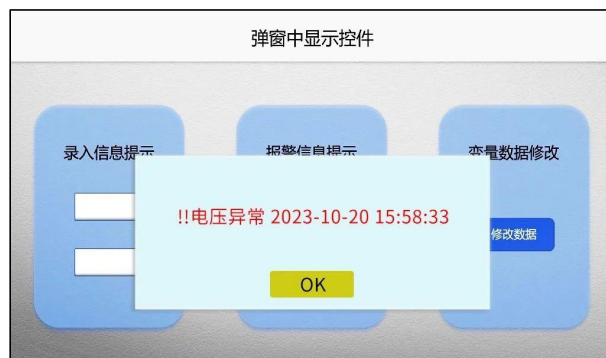 弹窗中显示控件
录入信息提示
报警信息提示
变量数据修改
!!电压异常 2023-10-20 15:58:33
修改数据
OK